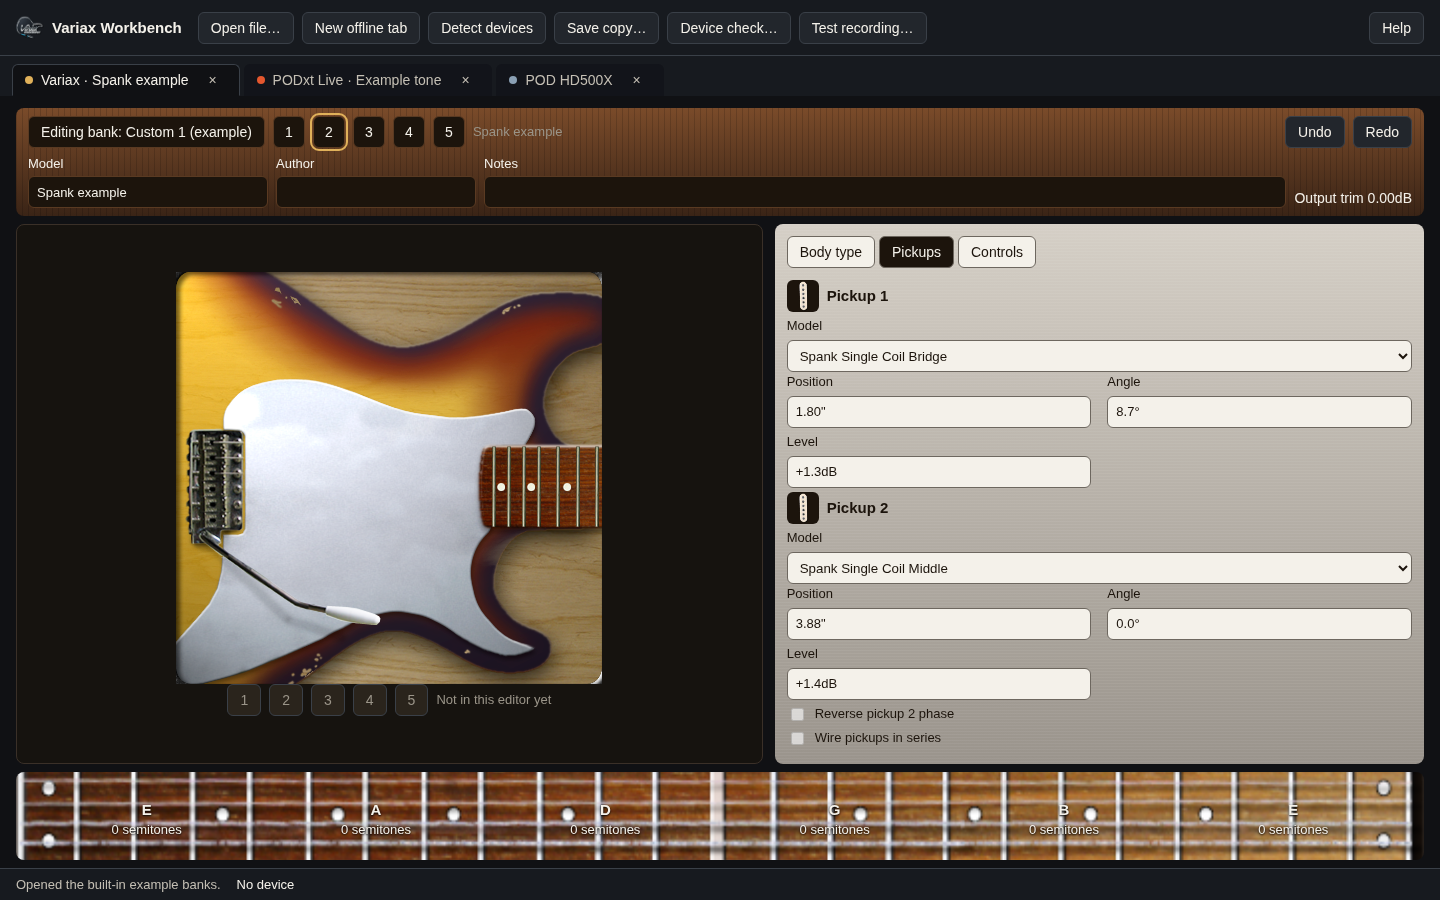 Variax Workbench Open file… New offline tab Detect devices Save copy… Device check… Test recording… Help
Variax · Spank example × PODxt Live · Example tone × POD HD500X ×
Editing bank: Custom 1 (example) 1 2 3 4 5 Spank example Undo Redo
Model Author Notes
Spank example
Output trim 0.00dB
1 2 3 4 5 Not in this editor yet
Body type Pickups Controls
Pickup 1
Model
Spank Single Coil Bridge
Position Angle
1.80" 8.7°
Level
+1.3dB
Pickup 2
Model
Spank Single Coil Middle
Position Angle
3.88" 0.0°
Level
+1.4dB
Reverse pickup 2 phase
Wire pickups in series
E A D G B E
0 semitones 0 semitones 0 semitones 0 semitones 0 semitones 0 semitones
Opened the built-in example banks. No device